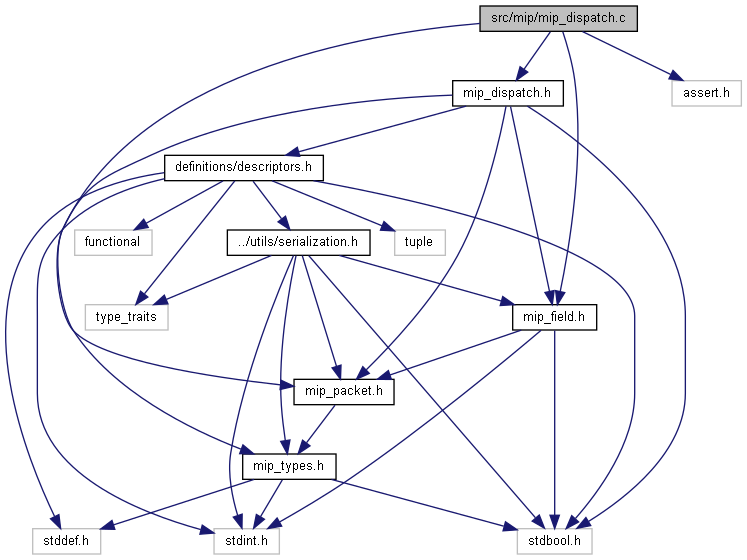 src/mip/mip_dispatch.c
mip_dispatch.h
assert.h
definitions/descriptors.h
functional
../utils/serialization.h
tuple
type_traits
mip_field.h
mip_packet.h
mip_types.h
stddef.h
stdint.h
stdbool.h